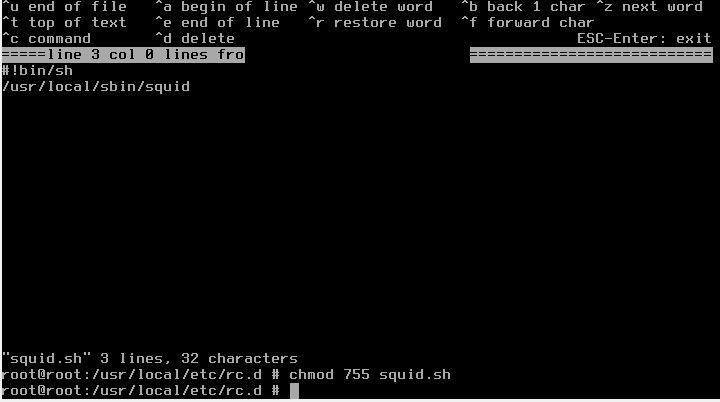 ^u end of file ^a begin of line ^w delete word ^b back 1 char ^z next word
^t top of text ^e end of line ^r restore word ^f forward char
^c command ^d delete ESC-Enter: exit
=====line 3 col 0 lines fro ===========================
#!bin/sh
/usr/local/sbin/squid
"squid.sh" 3 lines, 32 characters
root@root:/usr/local/etc/rc.d # chmod 755 squid.sh
root@root:/usr/local/etc/rc.d #